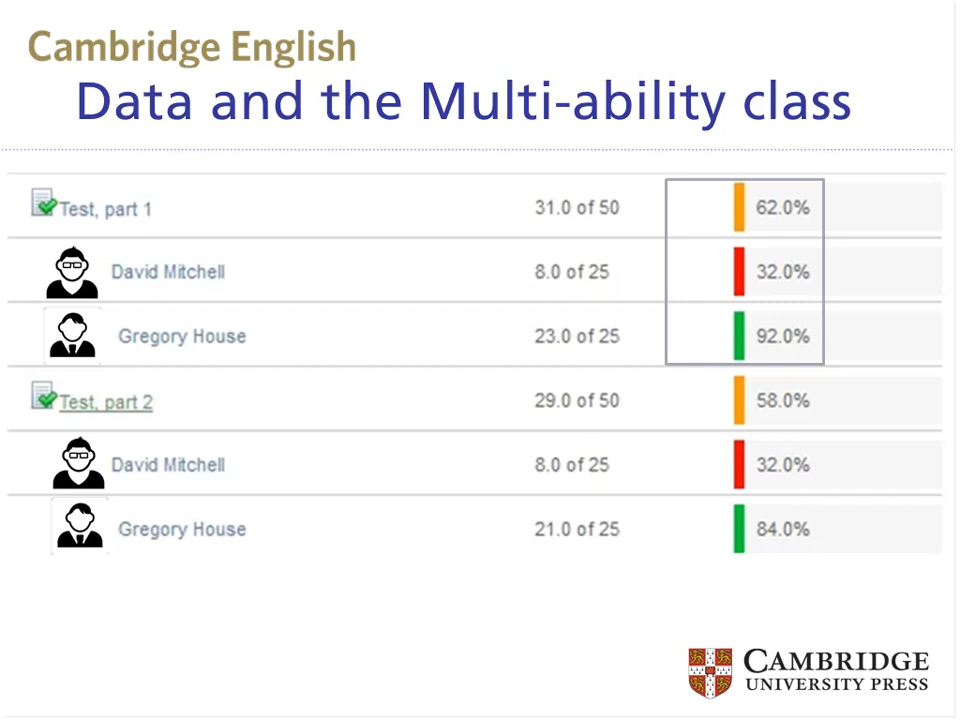 Cambridge English
Data and the Multi-ability class
Test, part 1 31.0 of 50 62.0%
David Mitchell 8.0 of 25 32.0%
Gregory House 23.0 of 25 92.0%
Test, part 2 29.0 of 50 58.0%
David Mitchell 8.0 of 25 32.0%
Gregory House 21.0 of 25 84.0%
CAMBRIDGE
UNIVERSITY PRESS